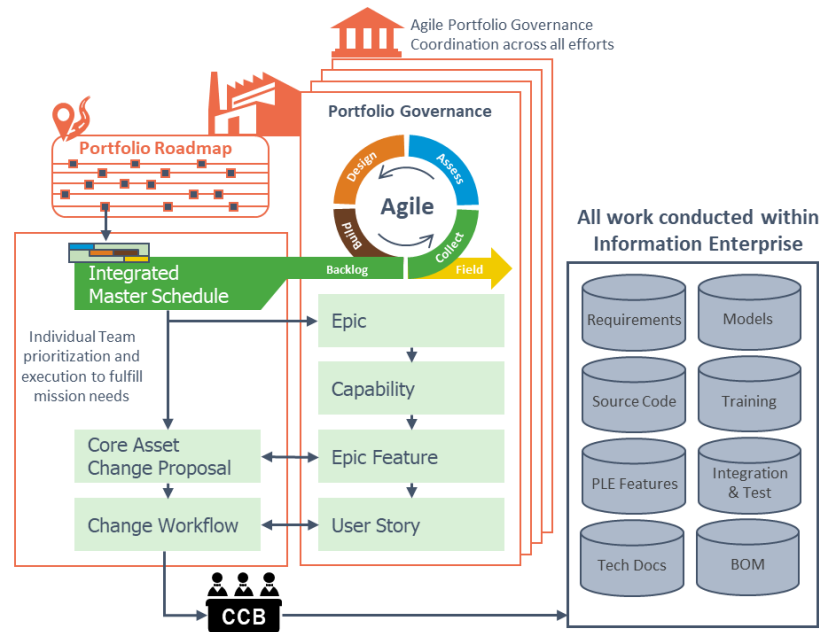 Agile Portfolio Governance
Coordination across all efforts
Portfolio Governance
Portfolio Roadmap
Design
Assess
Agile
Build
Collect
All work conducted within
Information Enterprise
Integrated
Master Schedule
Backlog
Field
Requirements
Models
Individual Team
prioritization and
execution to fulfill
mission needs
Epic
Capability
Source Code
Training
Core Asset
Change Proposal
Epic Feature
PLE Features
Integration
& Test
Change Workflow
User Story
Tech Docs
BOM
CCB